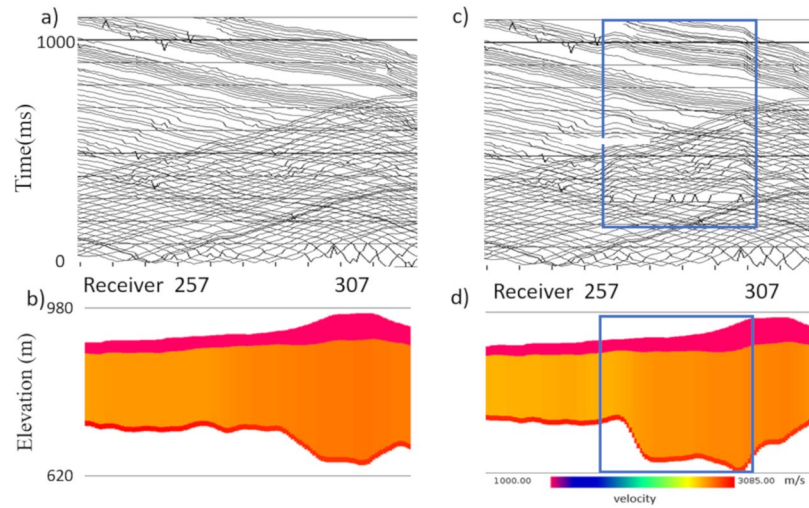 a)
c)
1000
Time(ms)
0
Receiver 257 307
Receiver 257 307
b)
d)
980
Elevation (m)
620
1000.00 3085.00 m/s
velocity